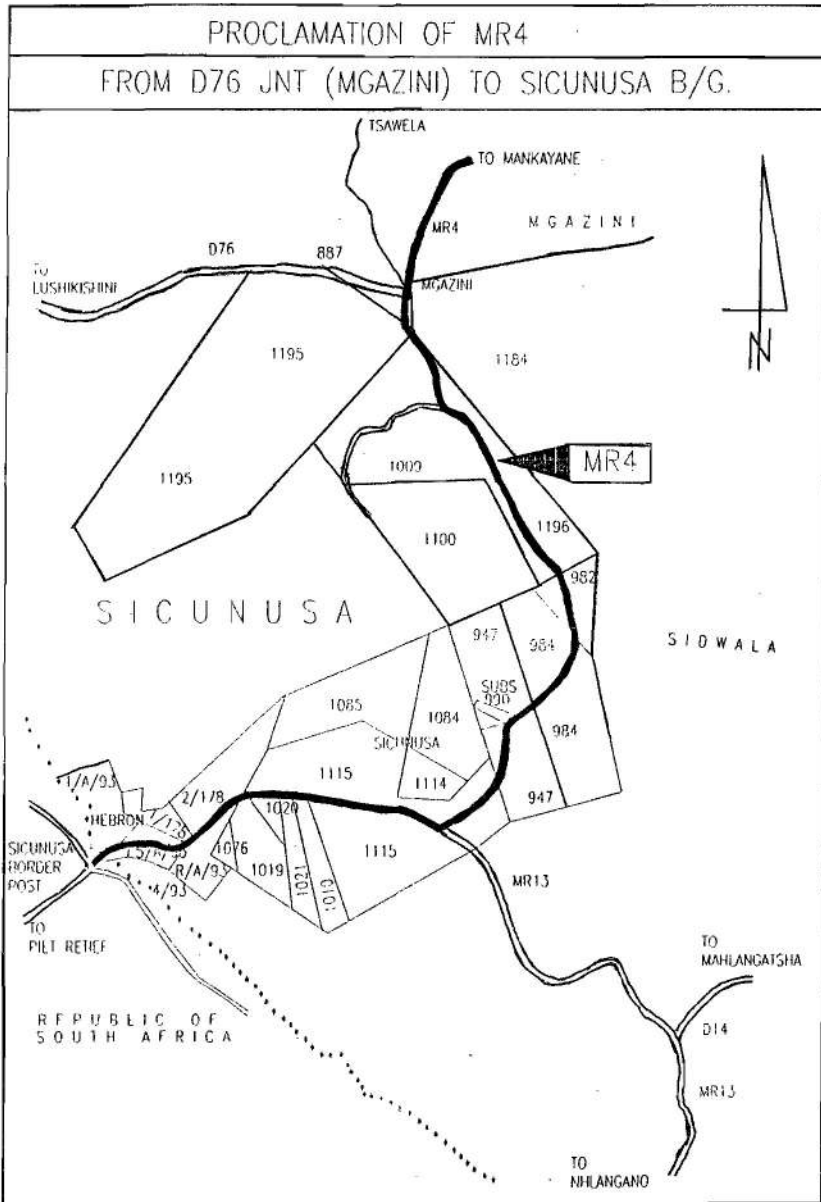 PROCLAMATION OF MR4
FROM D76 JNT (MGAZINI) TO SICUNUSA B/G.
TSAWELA
TO MANKAYANE
MGAZINI
MR4
D76
887
TO
LUSHIKISHINI
MGAZINI
1195
1184
N
1009
MR4
1195
1196
1100
982
SICUNUSA
947
984
SIDWALA
SUBS
990
1085
1084
984
SICUNUSA
1115
1114
1/A/93
2/178
947
HEBRON
1020
SICUNUSA
BORDER
POST
R/A/93
1076
1115
4/93
1019
1021
1010
MR13
TO
PIET RETIEF
TO
MAHLANGATSHA
REPUBLIC OF
SOUTH AFRICA
D14
MR13
TO
NHLANGANO